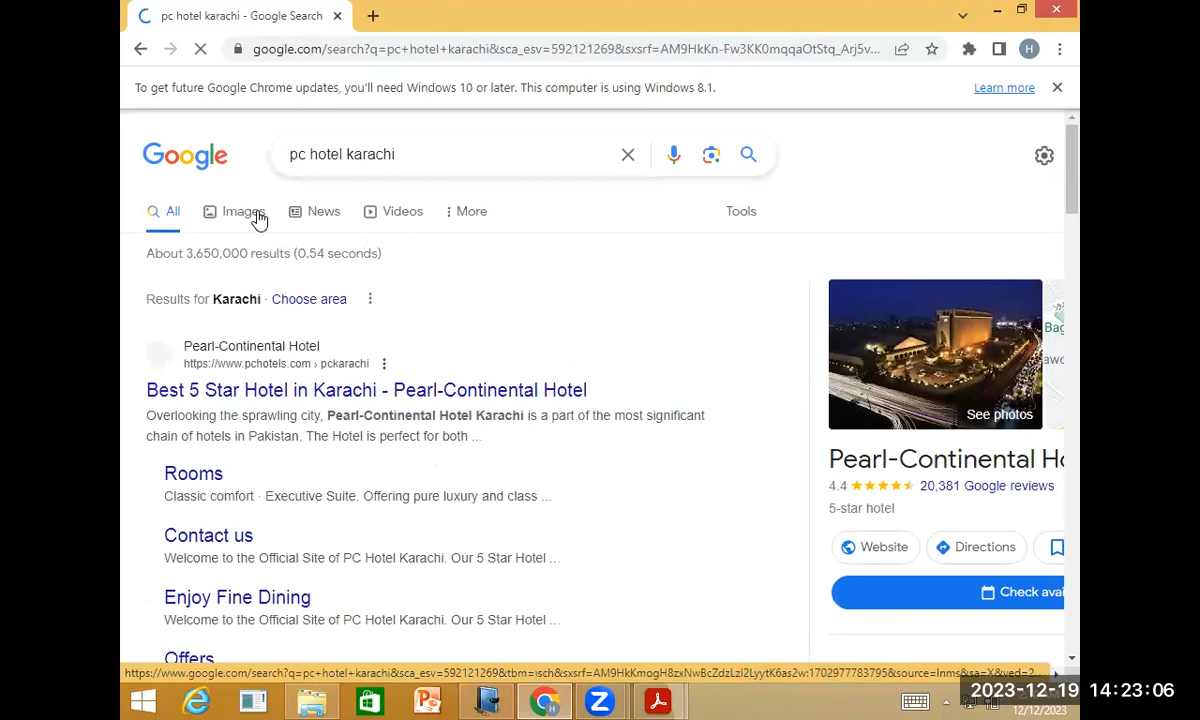 pc hotel karachi - Google Search
google.com/search?q=pc+hotel+karachi&sca_esv=592121269&sxsrf=AM9HkKn-Fw3KK0mqqaOtStq_Arj5v...
H
To get future Google Chrome updates, you'll need Windows 10 or later. This computer is using Windows 8.1.
Learn more
Google
pc hotel karachi
All
Images
News
Videos
More
Tools
About 3,650,000 results (0.54 seconds)
Results for Karachi · Choose area
Pearl-Continental Hotel
https://www.pchotels.com › pckarachi
Best 5 Star Hotel in Karachi - Pearl-Continental Hotel
Overlooking the sprawling city, Pearl-Continental Hotel Karachi is a part of the most significant
chain of hotels in Pakistan. The Hotel is perfect for both ...
Rooms
Classic comfort · Executive Suite. Offering pure luxury and class ...
Contact us
Welcome to the Official Site of PC Hotel Karachi. Our 5 Star Hotel ...
Enjoy Fine Dining
Welcome to the Official Site of PC Hotel Karachi. Our 5 Star Hotel ...
Offers
See photos
Bag
Pearl-Continental Ho
4.4
20,381 Google reviews
5-star hotel
Website
Directions
Check avai
2023-12-19 14:23:06
12/12/2023